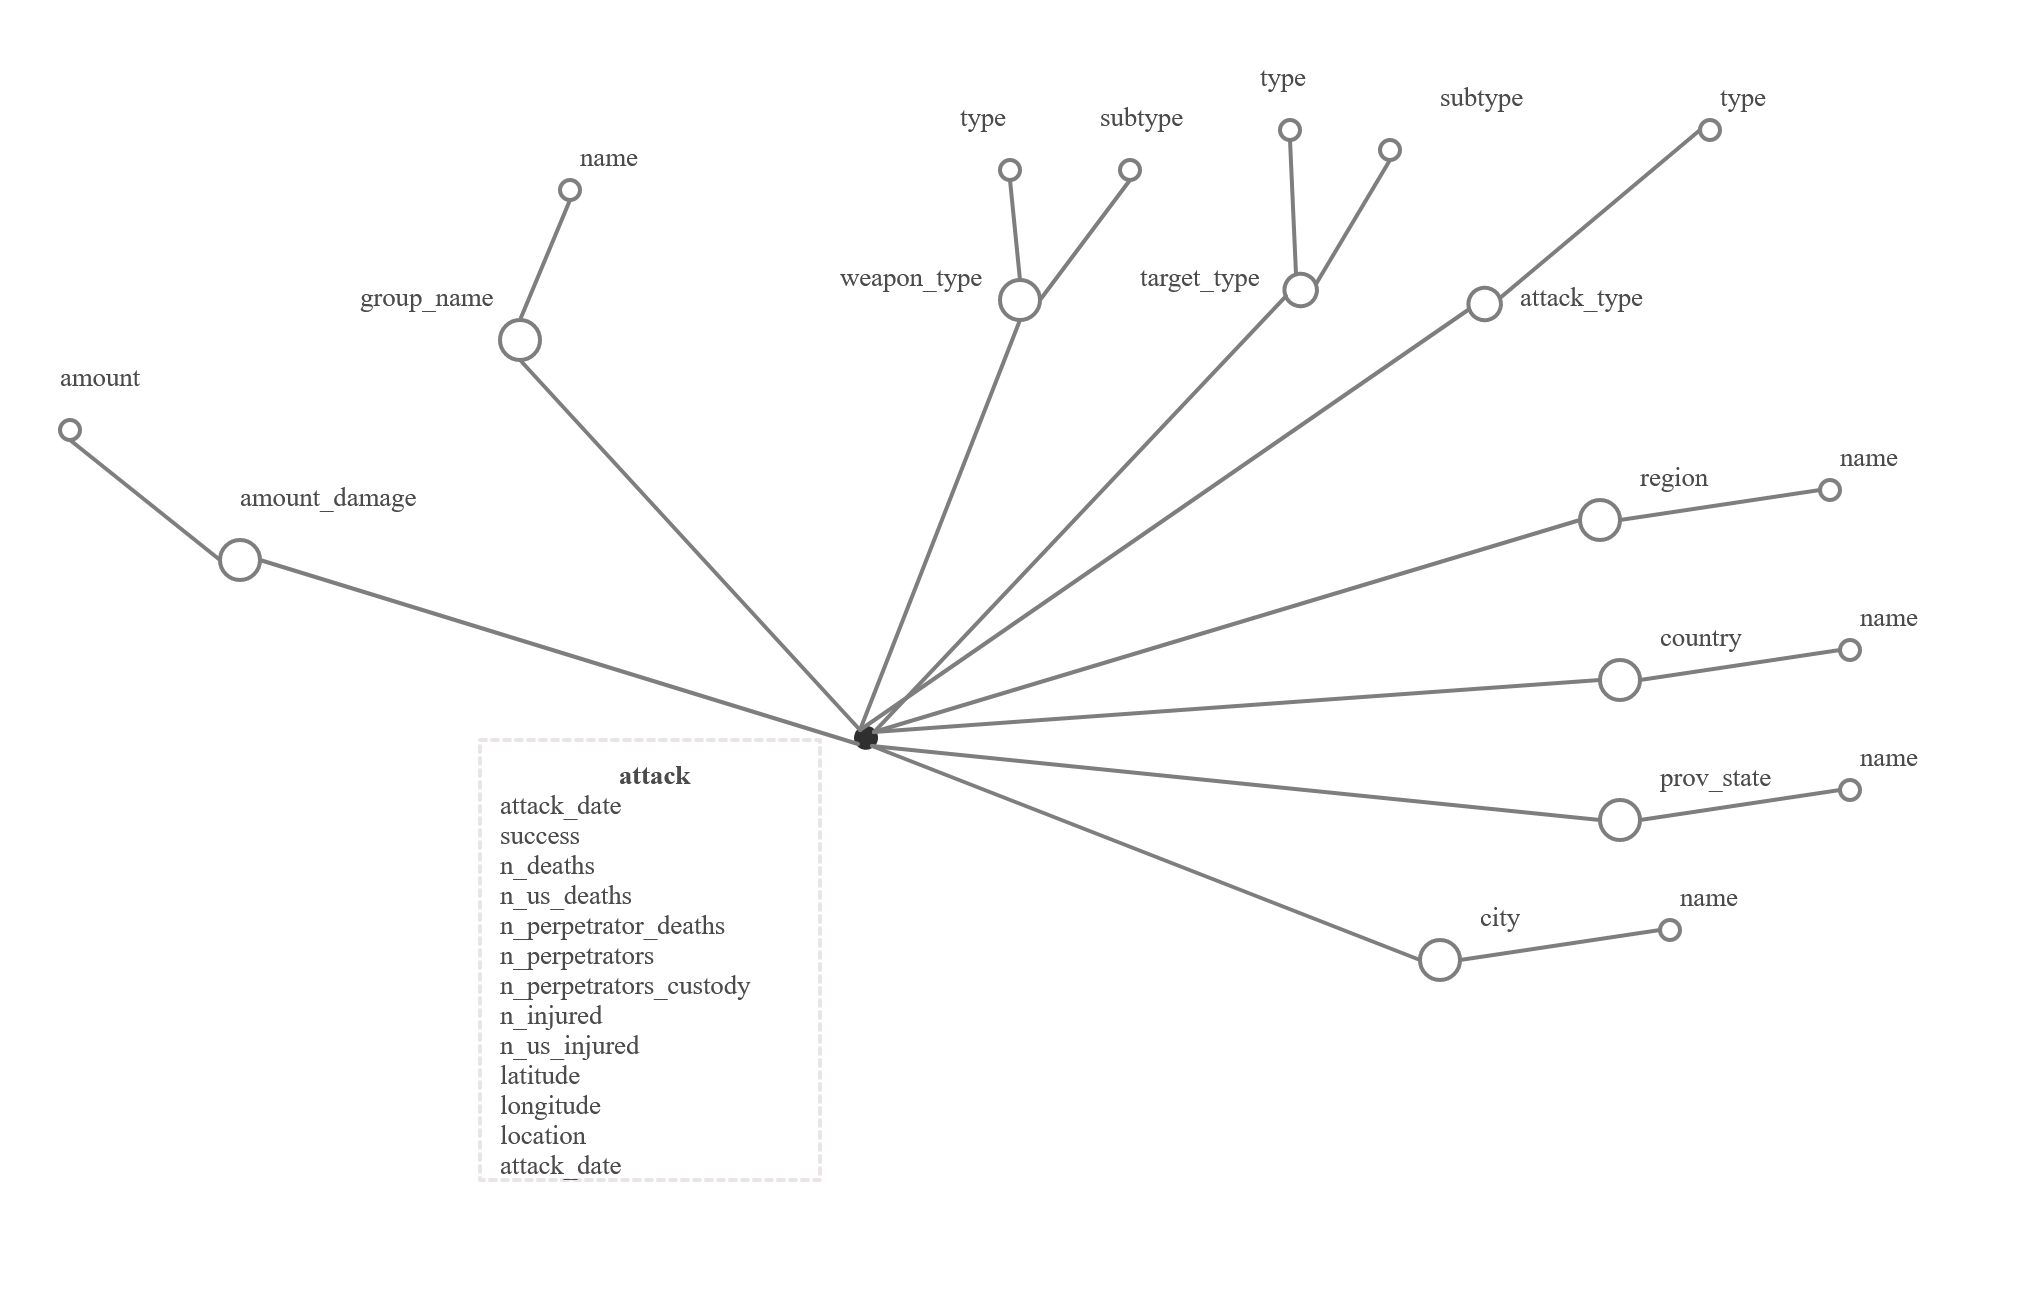 type
subtype
type
type
subtype
name
weapon_type
target_type
group_name
attack_type
amount
name
region
amount_damage
name
country
name
prov_state
name
city
attack
attack_date
success
n_deaths
n_us_deaths
n_perpetrator_deaths
n_perpetrators
n_perpetrators_custody
n_injured
n_us_injured
latitude
longitude
location
attack_date